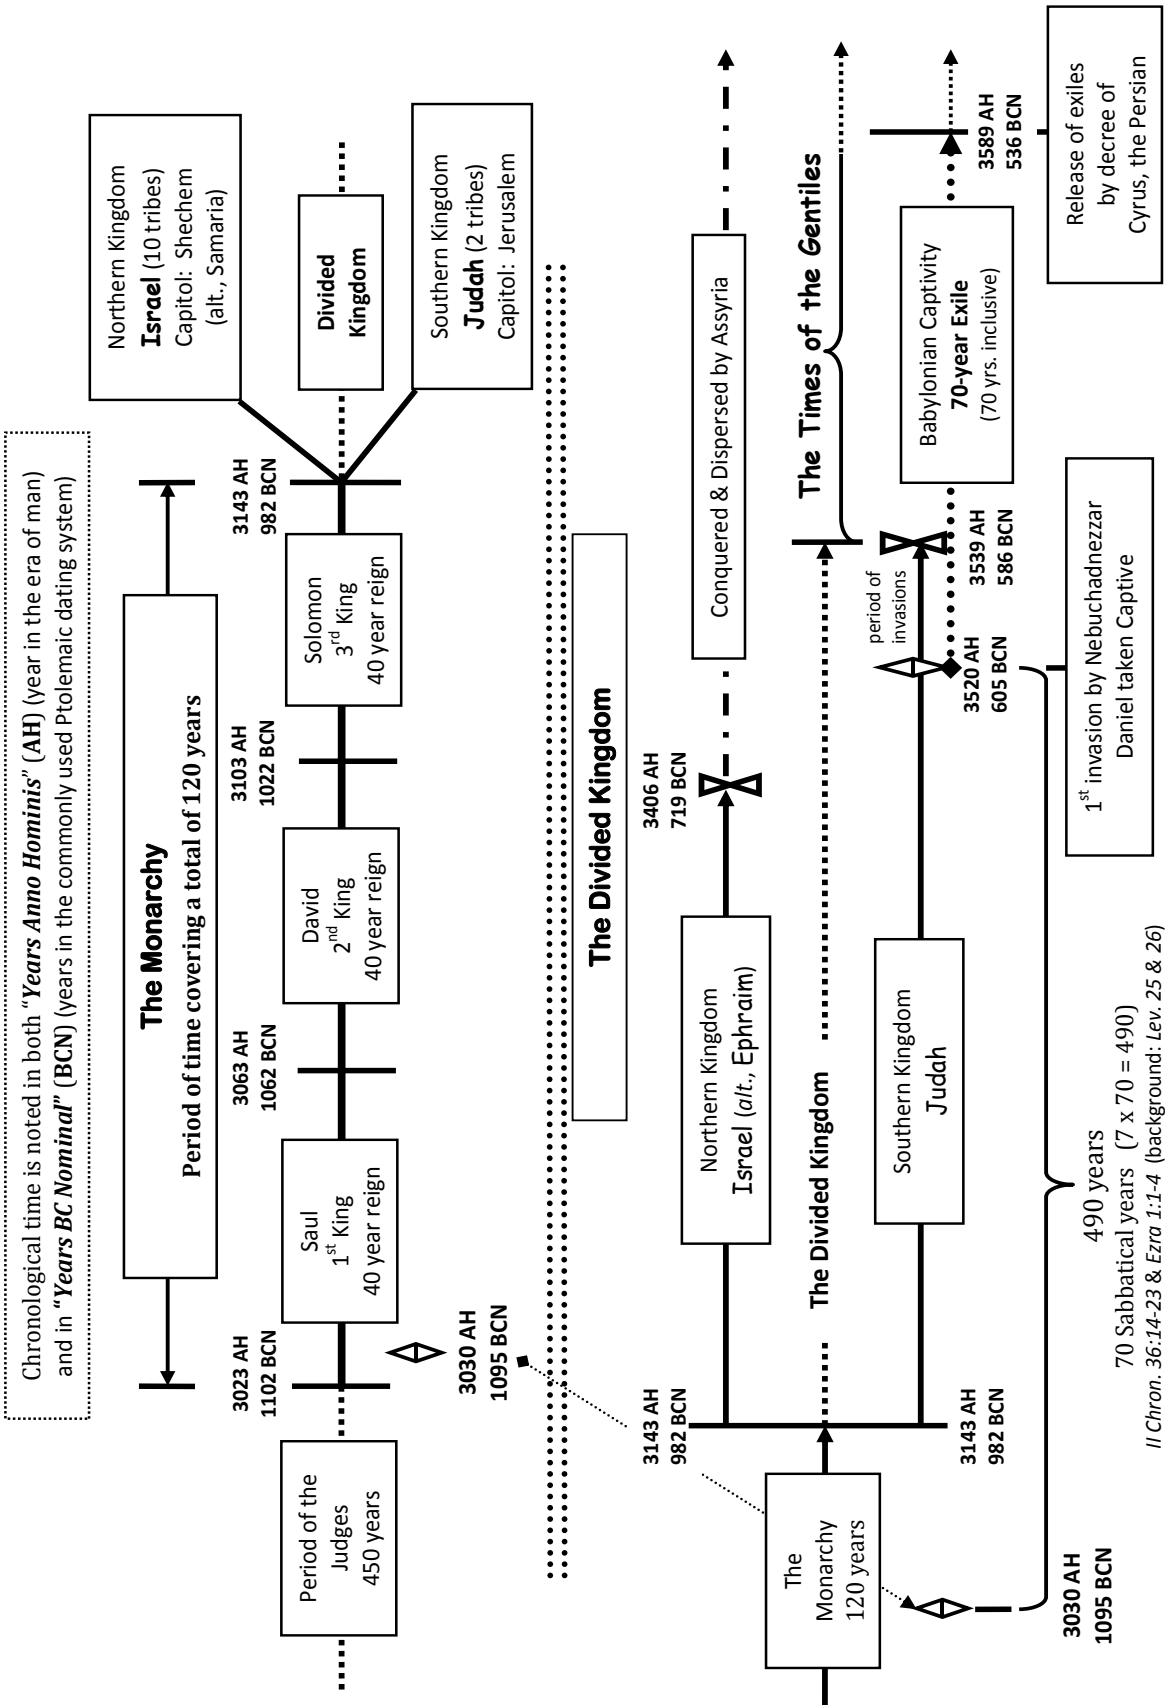 Chronological time is noted in both "Years Anno Hominis" (AH) (year in the era of man)
and in "Years BC Nominal" (BCN) (years in the commonly used Ptolemaic dating system)
The Monarchy
Period of time covering a total of 120 years
3023 AH
1102 BCN
3063 AH
1062 BCN
3103 AH
1022 BCN
3143 AH
982 BCN
Period of the
Judges
450 years
Saul
1st King
40 year reign
David
2nd King
40 year reign
Solomon
3rd King
40 year reign
Northern Kingdom
Israel (10 tribes)
Capitol: Shechem
(alt., Samaria)
Divided
Kingdom
Southern Kingdom
Judah (2 tribes)
Capitol: Jerusalem
3030 AH
1095 BCN
The Divided Kingdom
3143 AH
982 BCN
Northern Kingdom
Israel (alt., Ephraim)
3406 AH
719 BCN
Conquered & Dispersed by Assyria
The
Monarchy
120 years
The Divided Kingdom
The Times of the Gentiles
Southern Kingdom
Judah
period of
invasions
Babylonian Captivity
70-year Exile
(70 yrs. inclusive)
3143 AH
982 BCN
3520 AH
605 BCN
3539 AH
586 BCN
3589 AH
536 BCN
3030 AH
1095 BCN
490 years
70 Sabbatical years (7 x 70 = 490)
II Chron. 36:14-23 & Ezra 1:1-4 (background: Lev. 25 & 26)
1st invasion by Nebuchadnezzar
Daniel taken Captive
Release of exiles
by decree of
Cyrus, the Persian